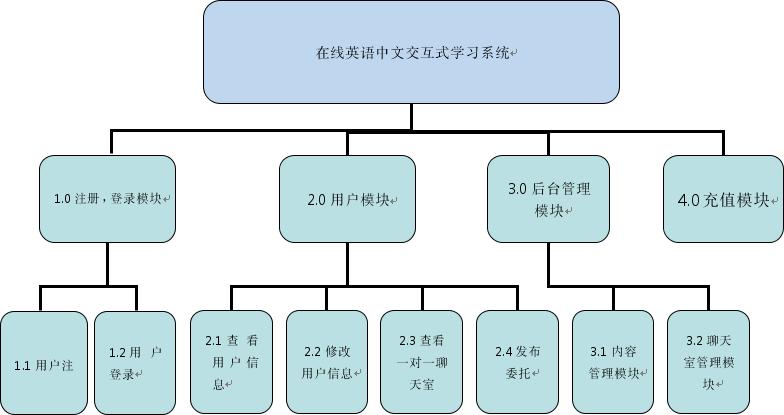 在线英语中文交互式学习系统
1.0 注册，登录模块
2.0 用户模块
3.0 后台管理
模块
4.0 充值模块
1.1 用户注
1.2 用 户
登录
2.1 查 看
用户信
息
2.2 修改
用户信息
2.3 查看
一对一聊
天室
2.4 发布
委托
3.1 内容
管理模块
3.2 聊天
室管理模
块